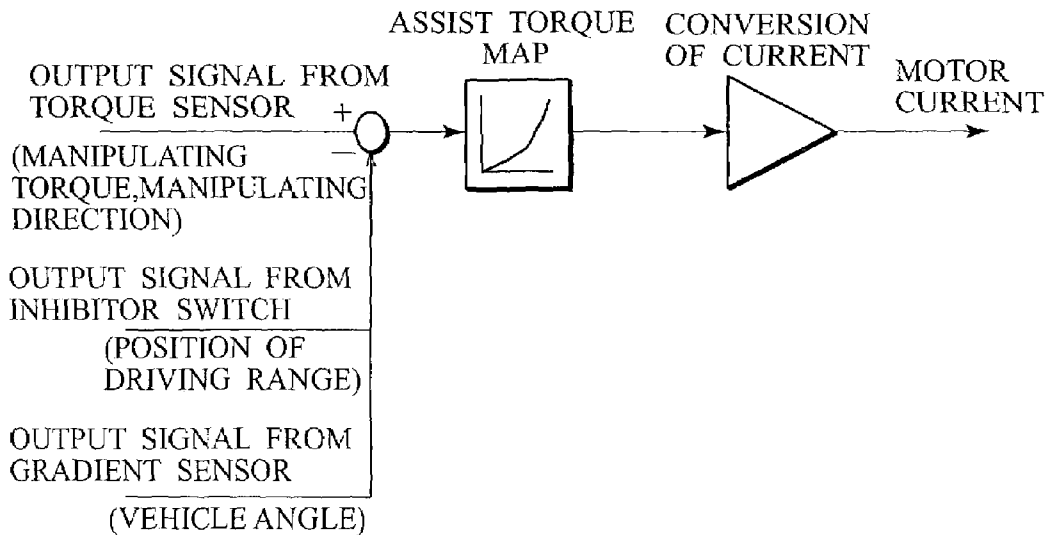 ASSIST TORQUE
MAP
CONVERSION
OF CURRENT
OUTPUT SIGNAL FROM
TORQUE SENSOR
+
−
MOTOR
CURRENT
(MANIPULATING
TORQUE,MANIPULATING
DIRECTION)
OUTPUT SIGNAL FROM
INHIBITOR SWITCH
(POSITION OF
DRIVING RANGE)
OUTPUT SIGNAL FROM
GRADIENT SENSOR
(VEHICLE ANGLE)